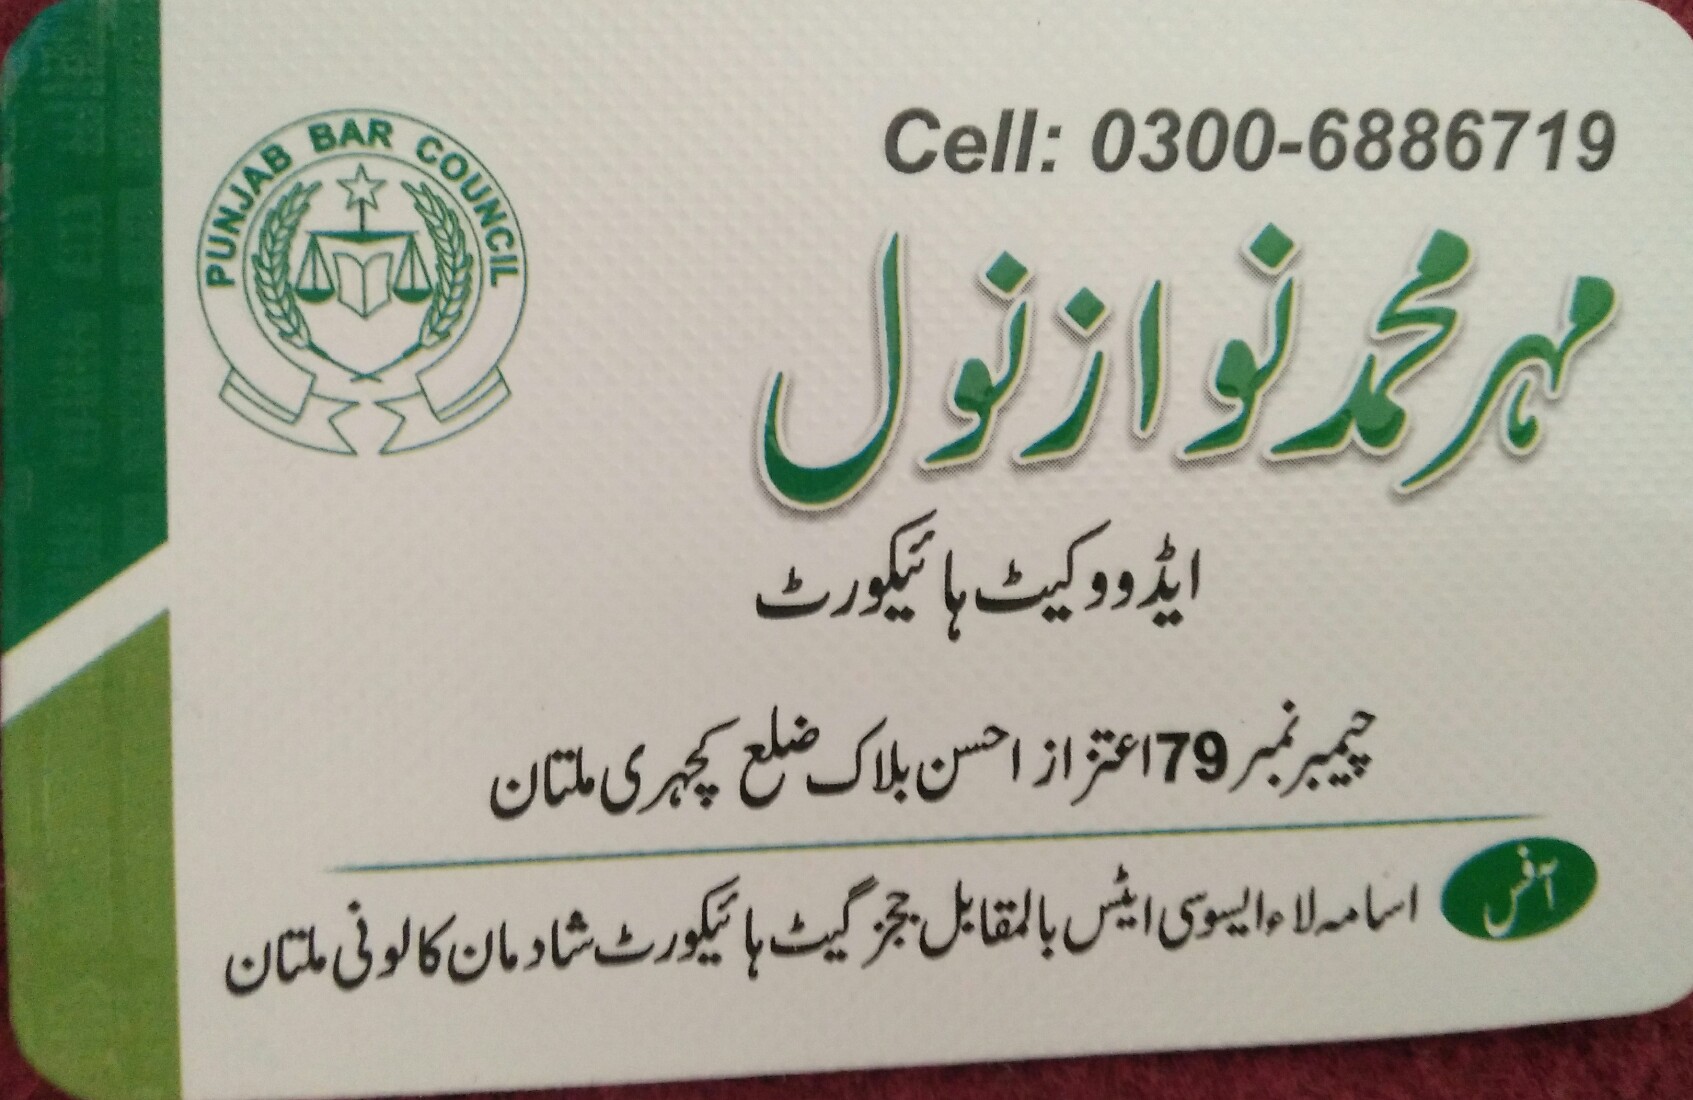 PUNJAB BAR COUNCIL
Cell: 0300-6886719
مہر محمد نواز نول
ایڈووکیٹ ہائیکورٹ
چیمبر نمبر 79 اعتزاز احسن بلاک ضلع کچہری ملتان
آفس
اسامہ لاء ایسوسی ایٹس بالمقابل ججز گیٹ ہائیکورٹ شادمان کالونی ملتان